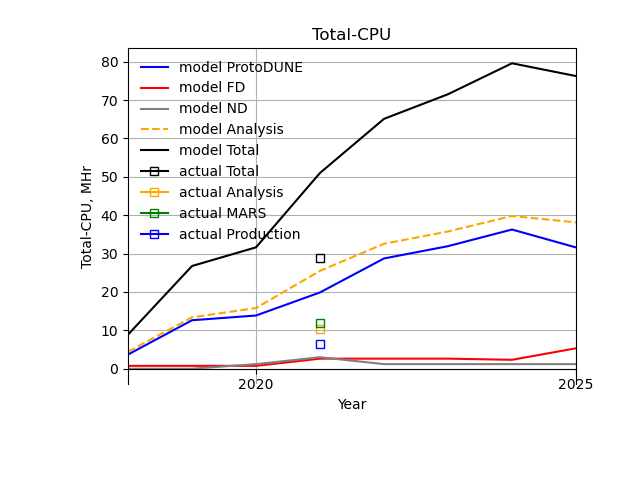 Total-CPU
80
70
60
50
40
30
20
10
0
Total-CPU, MHr
model ProtoDUNE
model FD
model ND
model Analysis
model Total
actual Total
actual Analysis
actual MARS
actual Production
2020
2025
Year